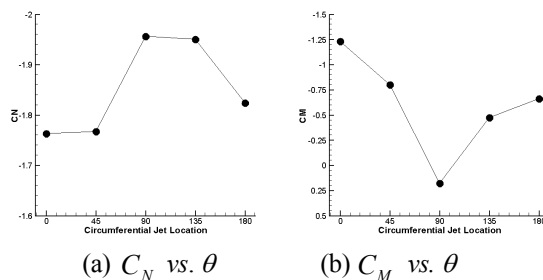 -2
-1.9
-1.8
-1.7
-1.6
CN
0 45 90 135 180
Circumferential Jet Location
(a) C_N vs. θ
-1.5
-1.25
-1
-0.75
-0.5
-0.25
0
0.25
0.5
CM
0 45 90 135 180
Circumferential Jet Location
(b) C_M vs. θ